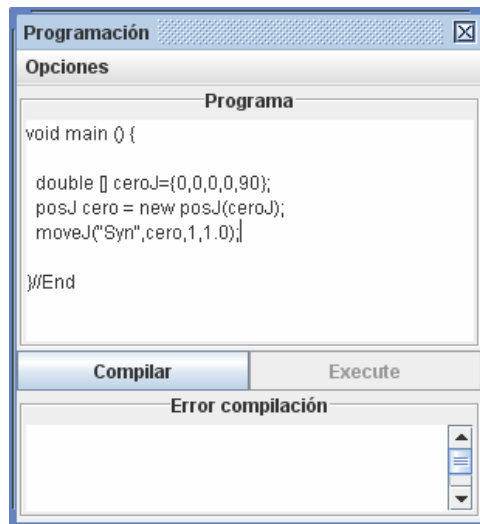 Programación
Opciones
Programa
void main () {
double [] ceroJ={0,0,0,0,90};
posJ cero = new posJ(ceroJ);
moveJ("Syn",cero,1,1.0);
}//End
Compilar Execute
Error compilación